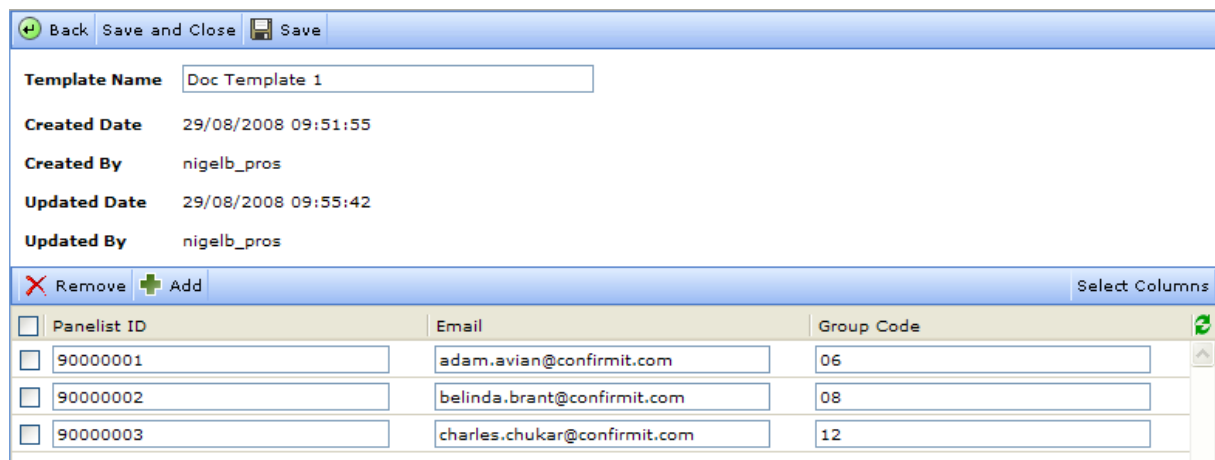 Back Save and Close Save
Template Name Doc Template 1
Created Date 29/08/2008 09:51:55
Created By nigelb_pros
Updated Date 29/08/2008 09:55:42
Updated By nigelb_pros
Remove Add Select Columns
Panelist ID Email Group Code
90000001 adam.avian@confirmit.com 06
90000002 belinda.brant@confirmit.com 08
90000003 charles.chukar@confirmit.com 12